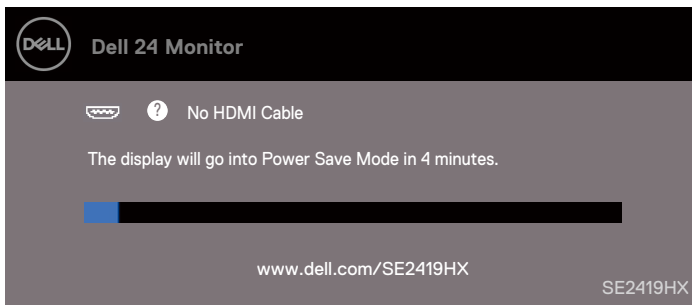 DELL
Dell 24 Monitor
? No HDMI Cable
The display will go into Power Save Mode in 4 minutes.
www.dell.com/SE2419HX
SE2419HX